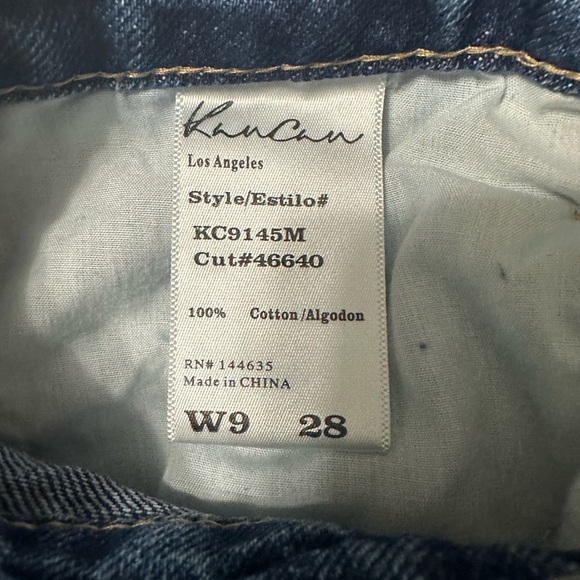 KanCan
Los Angeles
Style/Estilo#
KC9145M
Cut#46640
100% Cotton/Algodon
RN# 144635
Made in CHINA
W9 28